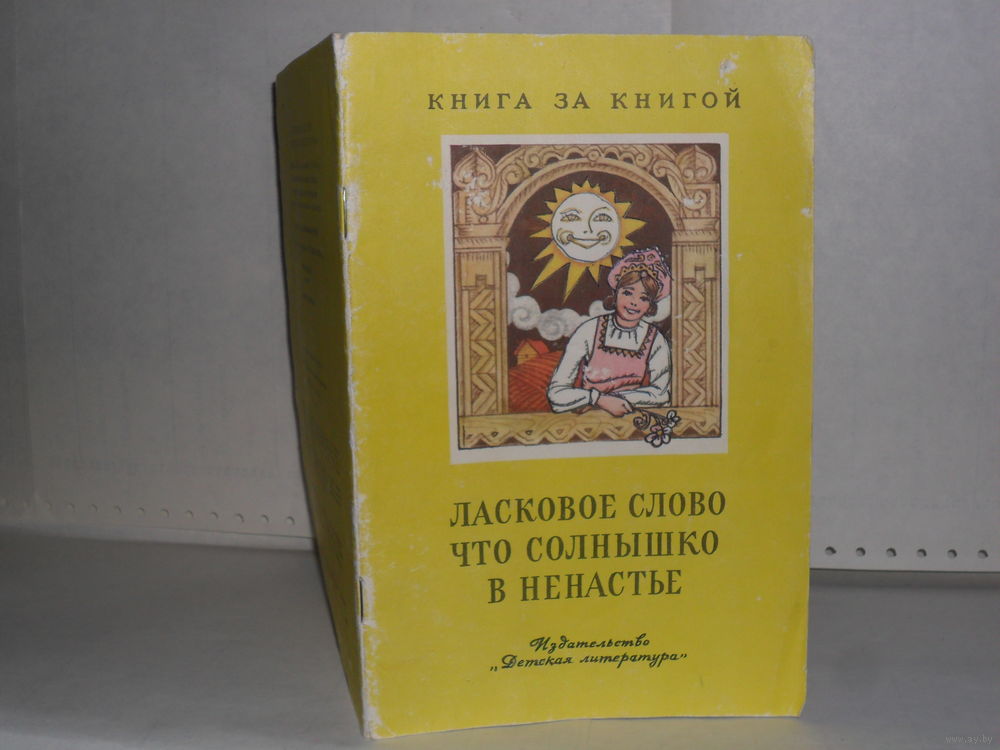 КНИГА ЗА КНИГОЙ
ЛАСКОВОЕ СЛОВО
ЧТО СОЛНЫШКО
В НЕНАСТЬЕ
Издательство
„Детская литература"
www.ay.by